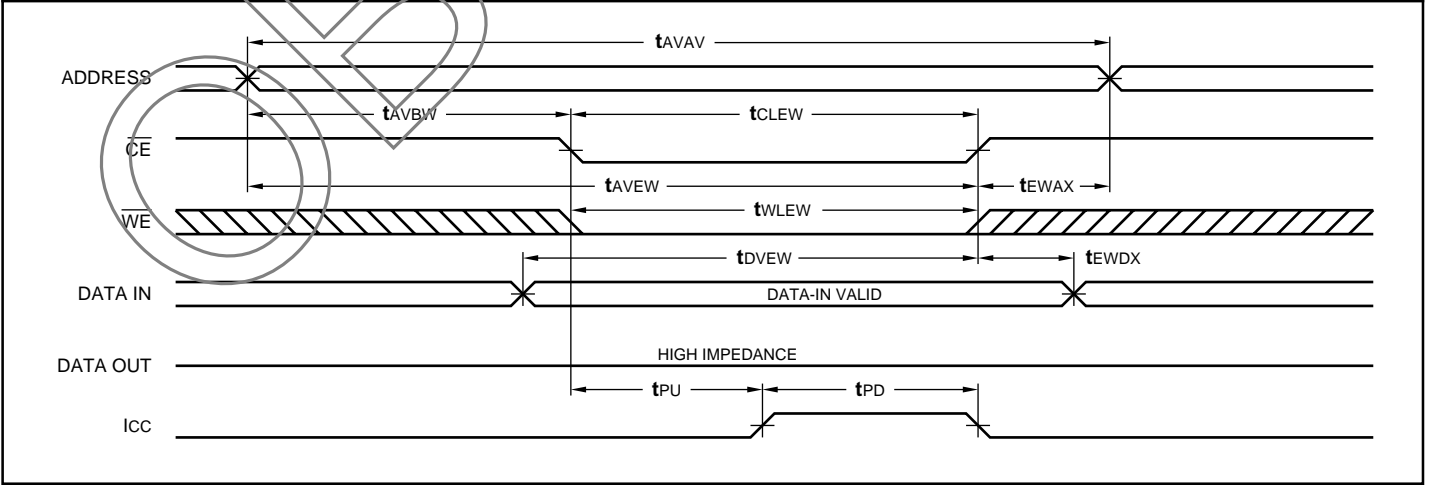 tAVAV
ADDRESS
tAVBW tCLEW
CE
tAVEW tEWAX
WE tWLEW
tDVEW tEWDX
DATA IN DATA-IN VALID
DATA OUT HIGH IMPEDANCE
tPU tPD
ICC